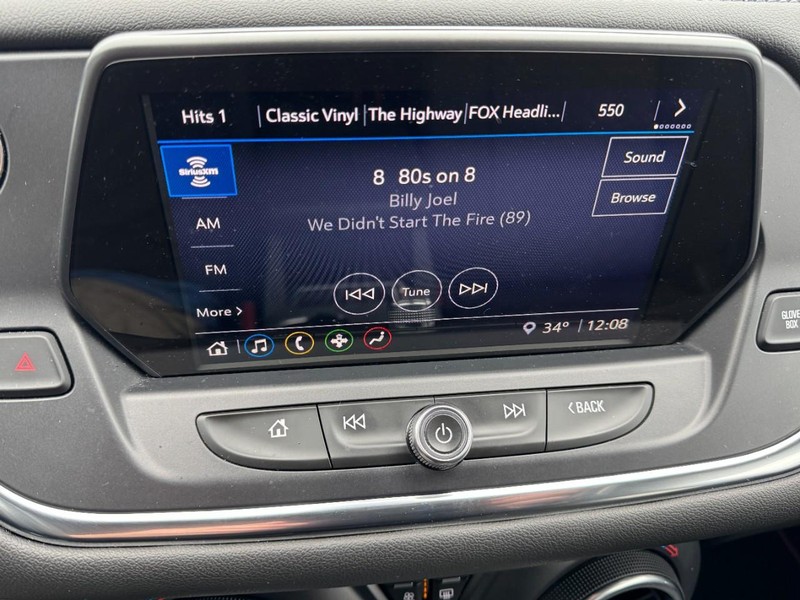 Hits 1 Classic Vinyl The Highway FOX Headli... 550
SiriusXM
8 80s on 8
Sound
Billy Joel
Browse
AM
We Didn't Start The Fire (89)
FM
Tune
More
34° 12:08
GLOVE
BOX
BACK